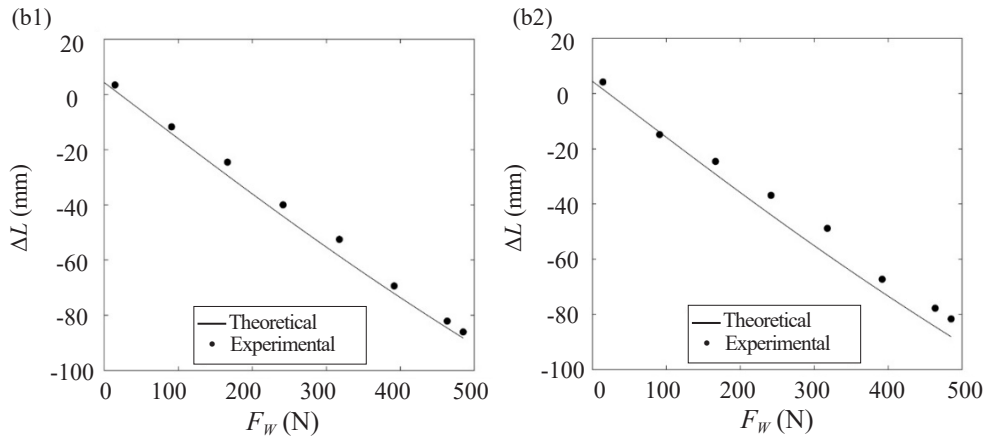 (b1)
20
0
-20
-40
-60
-80
-100
ΔL (mm)
Theoretical
Experimental
0 100 200 300 400 500
F_W (N)
(b2)
20
0
-20
-40
-60
-80
-100
ΔL (mm)
Theoretical
Experimental
0 100 200 300 400 500
F_W (N)